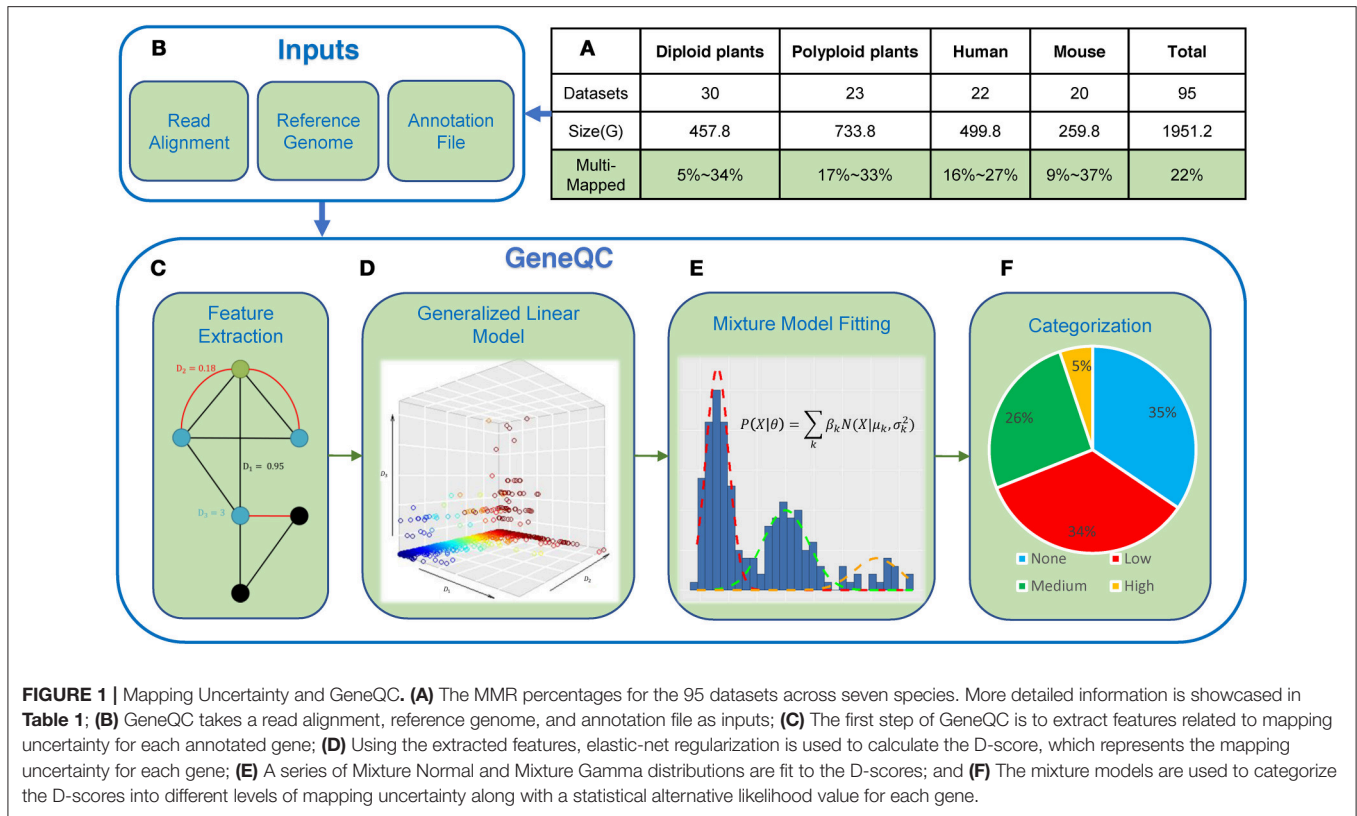 B
Inputs
Read
Alignment
Reference
Genome
Annotation
File
A Diploid plants Polyploid plants Human Mouse Total
Datasets 30 23 22 20 95
Size(G) 457.8 733.8 499.8 259.8 1951.2
Multi-
Mapped 5%~34% 17%~33% 16%~27% 9%~37% 22%
GeneQC
C
Feature
Extraction
D₂ = 0.18
D₁ = 0.95
D₃ = 3
D
Generalized Linear
Model
D₃
D₁
D₂
E
Mixture Model Fitting
P(X|θ) = ∑ₖ βₖN(X|μₖ, σₖ²)
F
Categorization
5%
35%
26%
34%
None Low
Medium High
FIGURE 1 | Mapping Uncertainty and GeneQC. (A) The MMR percentages for the 95 datasets across seven species. More detailed information is showcased in
Table 1; (B) GeneQC takes a read alignment, reference genome, and annotation file as inputs; (C) The first step of GeneQC is to extract features related to mapping
uncertainty for each annotated gene; (D) Using the extracted features, elastic-net regularization is used to calculate the D-score, which represents the mapping
uncertainty for each gene; (E) A series of Mixture Normal and Mixture Gamma distributions are fit to the D-scores; and (F) The mixture models are used to categorize
the D-scores into different levels of mapping uncertainty along with a statistical alternative likelihood value for each gene.